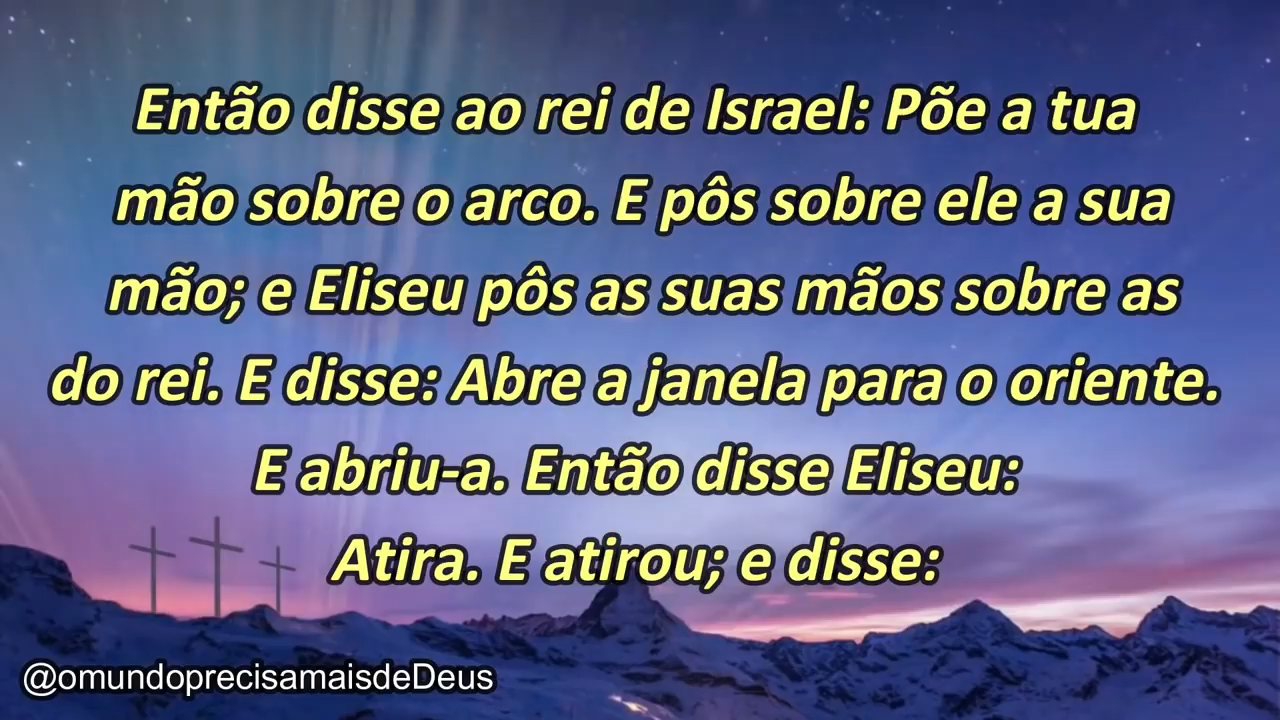 Então disse ao rei de Israel: Põe a tua
mão sobre o arco. E pôs sobre ele a sua
mão; e Eliseu pôs as suas mãos sobre as
do rei. E disse: Abre a janela para o oriente.
E abriu-a. Então disse Eliseu:
Atira. E atirou; e disse:
@omundoprecisamaisdeDeus